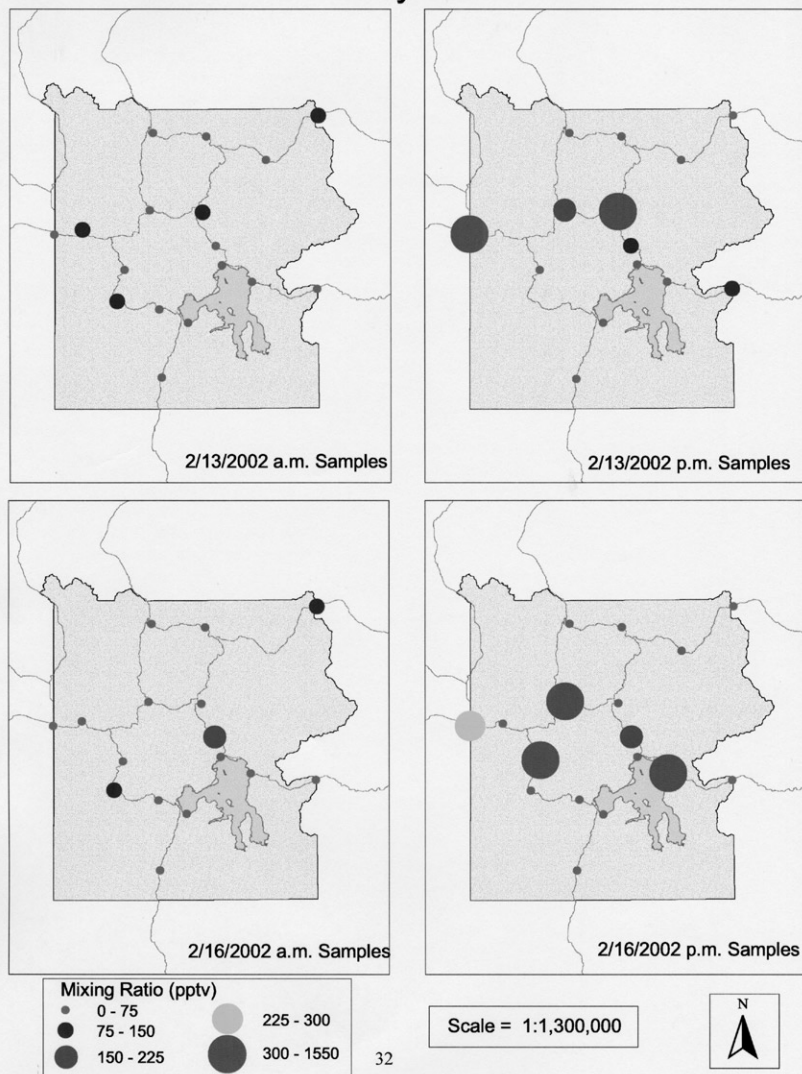 2/13/2002 a.m. Samples
2/13/2002 p.m. Samples
2/16/2002 a.m. Samples
2/16/2002 p.m. Samples
Mixing Ratio (pptv)
0 - 75
75 - 150
150 - 225
225 - 300
300 - 1550
32
Scale = 1:1,300,000
N